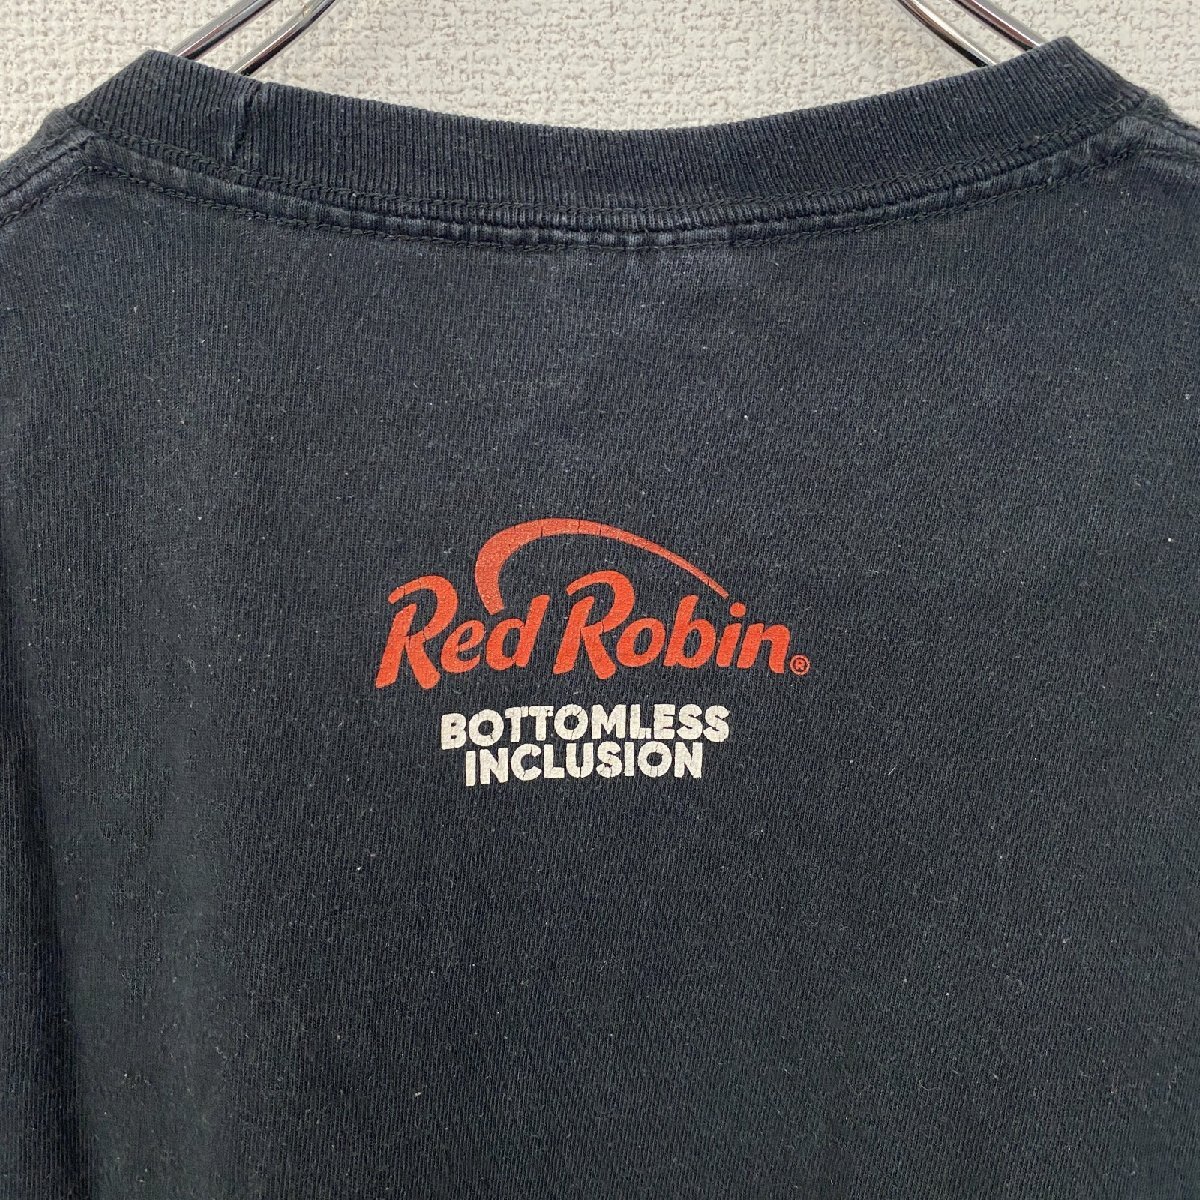 Red Robin®
BOTTOMLESS
INCLUSION